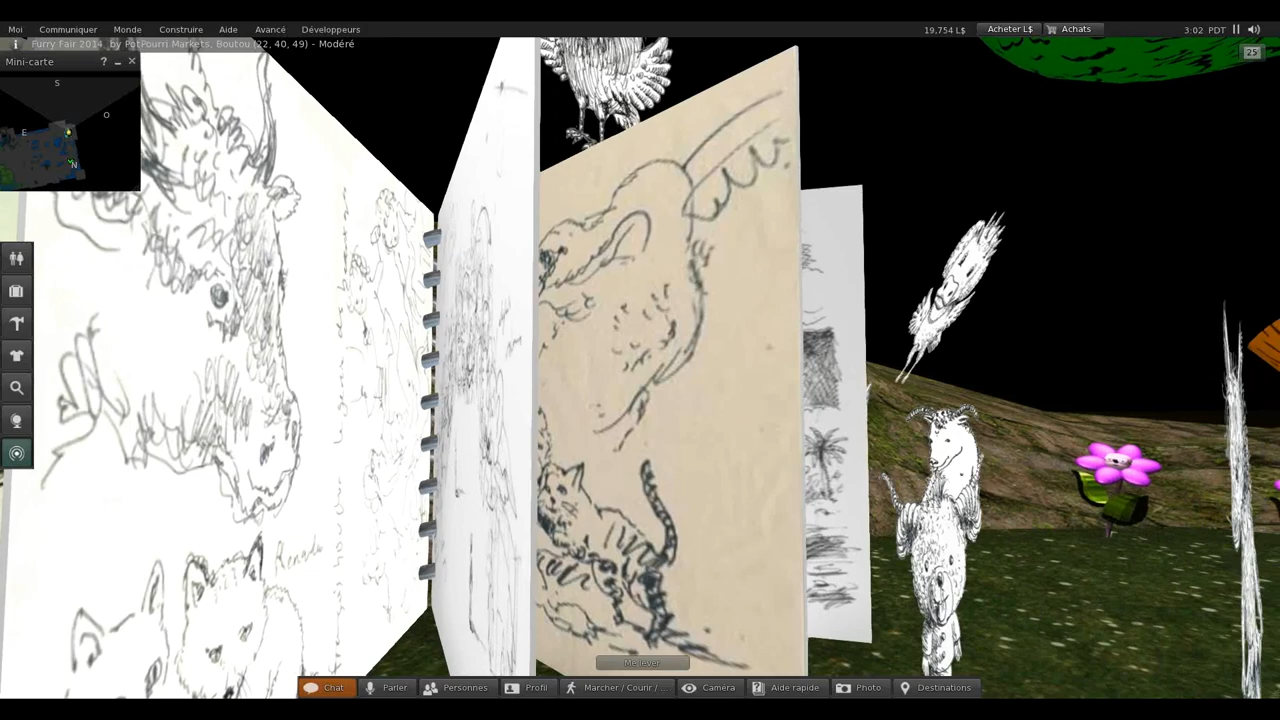 Moi Communiquer Monde Construire Aide Avancé Développeurs 19,754 L$ Acheter L$ Achats 3:02 PDT
Furry Fair 2014, by PotPourri Markets, Boutou (22, 40, 49) - Modéré
25
Mini-carte ? _ ×
S
O
E
N
Renards
Me lever
Chat Parler Personnes Profil Marcher / Courir / ... Caméra Aide rapide Photo Destinations